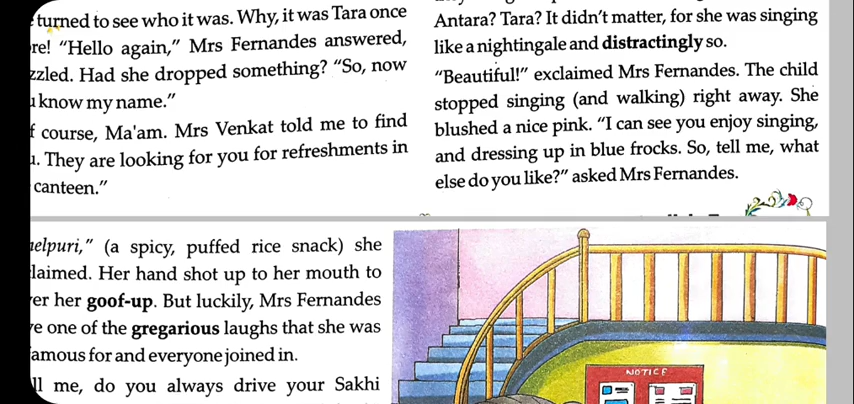 turned to see who it was. Why, it was Tara once
re! “Hello again,” Mrs Fernandes answered,
zzled. Had she dropped something? “So, now
know my name.”
f course, Ma'am. Mrs Venkat told me to find
. They are looking for you for refreshments in
canteen.”
Antara? Tara? It didn’t matter, for she was singing
like a nightingale and distractingly so.
“Beautiful!” exclaimed Mrs Fernandes. The child
stopped singing (and walking) right away. She
blushed a nice pink. “I can see you enjoy singing,
and dressing up in blue frocks. So, tell me, what
else do you like?” asked Mrs Fernandes.
elpuri,” (a spicy, puffed rice snack) she
laimed. Her hand shot up to her mouth to
er her goof-up. But luckily, Mrs Fernandes
e one of the gregarious laughs that she was
amous for and everyone joined in.
ll me, do you always drive your Sakhi
NOTICE